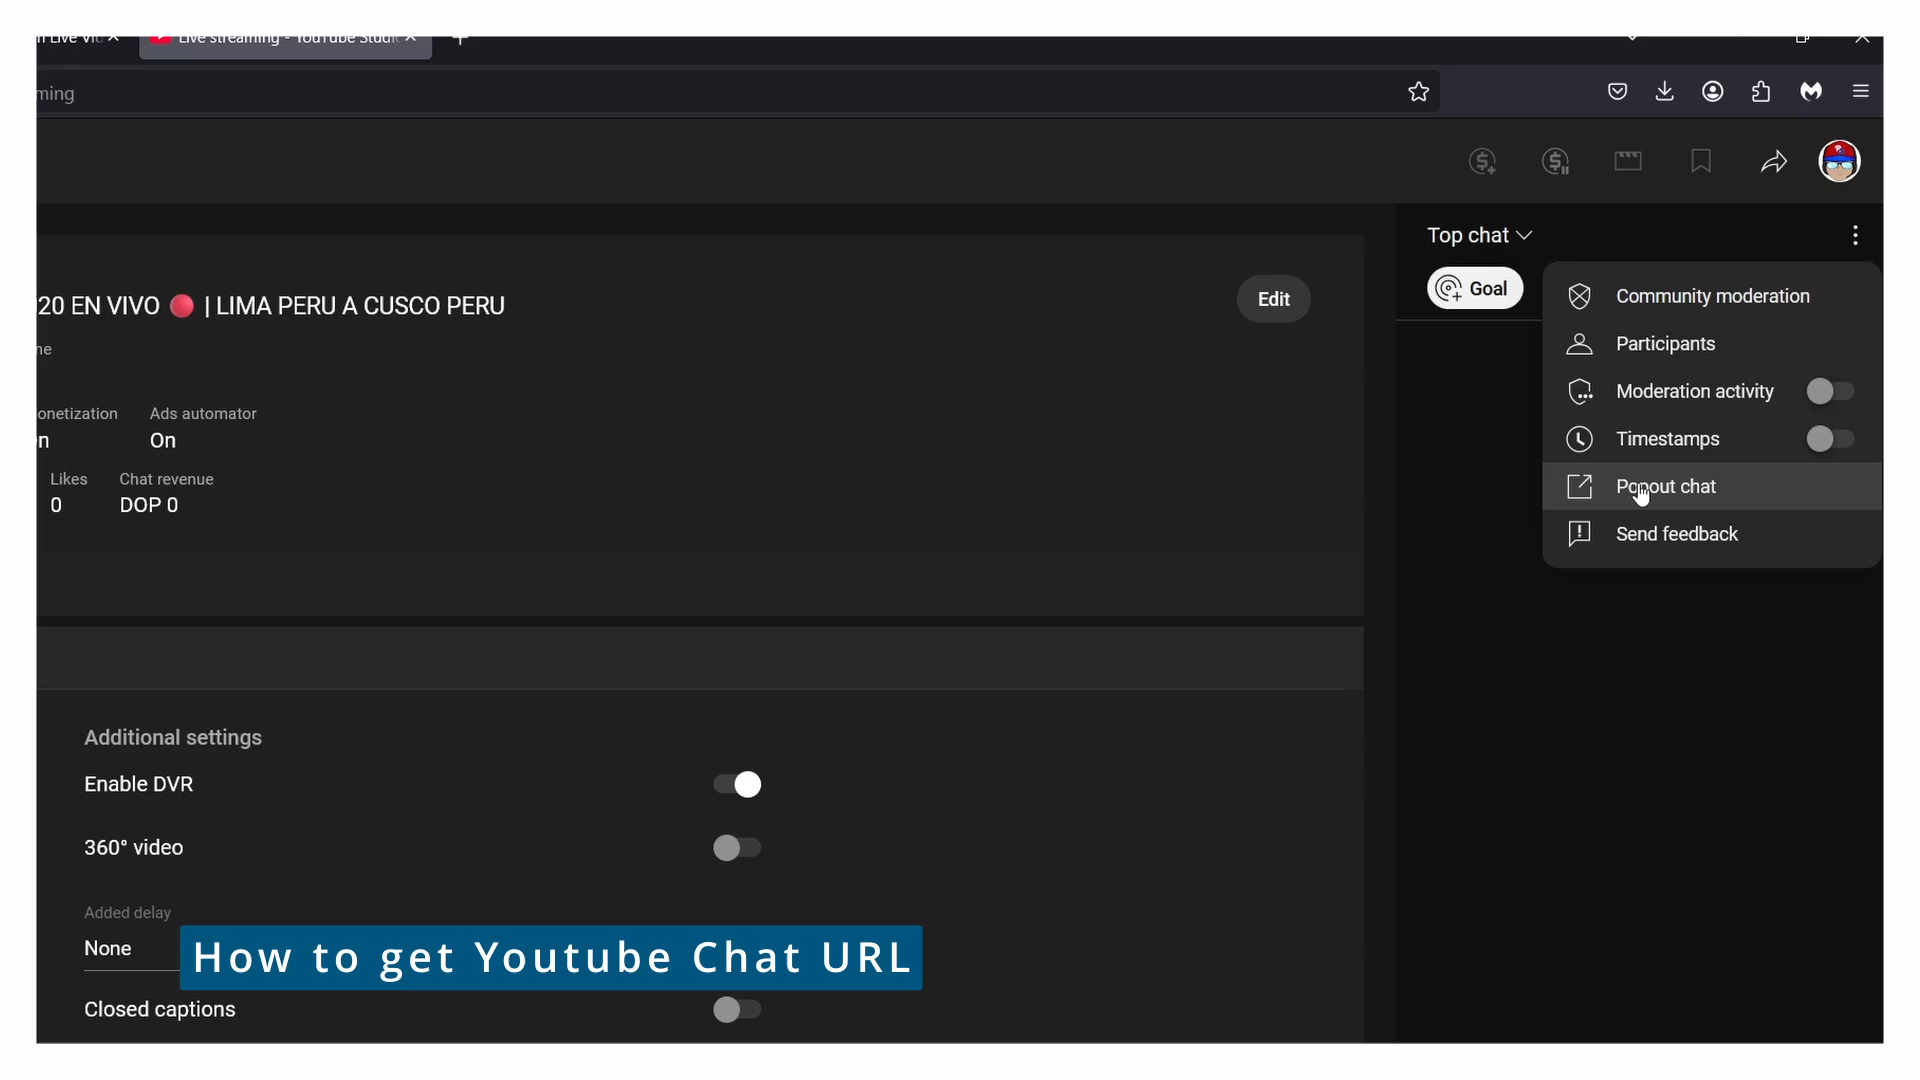 Live streaming - YouTube Studi
ming
Top chat
Goal
20 EN VIVO 🔴 | LIMA PERU A CUSCO PERU
Edit
ne
onetization Ads automator
n On
Likes Chat revenue
0 DOP 0
Community moderation
Participants
Moderation activity
Timestamps
Popout chat
Send feedback
Additional settings
Enable DVR
360° video
Added delay
None
How to get Youtube Chat URL
Closed captions